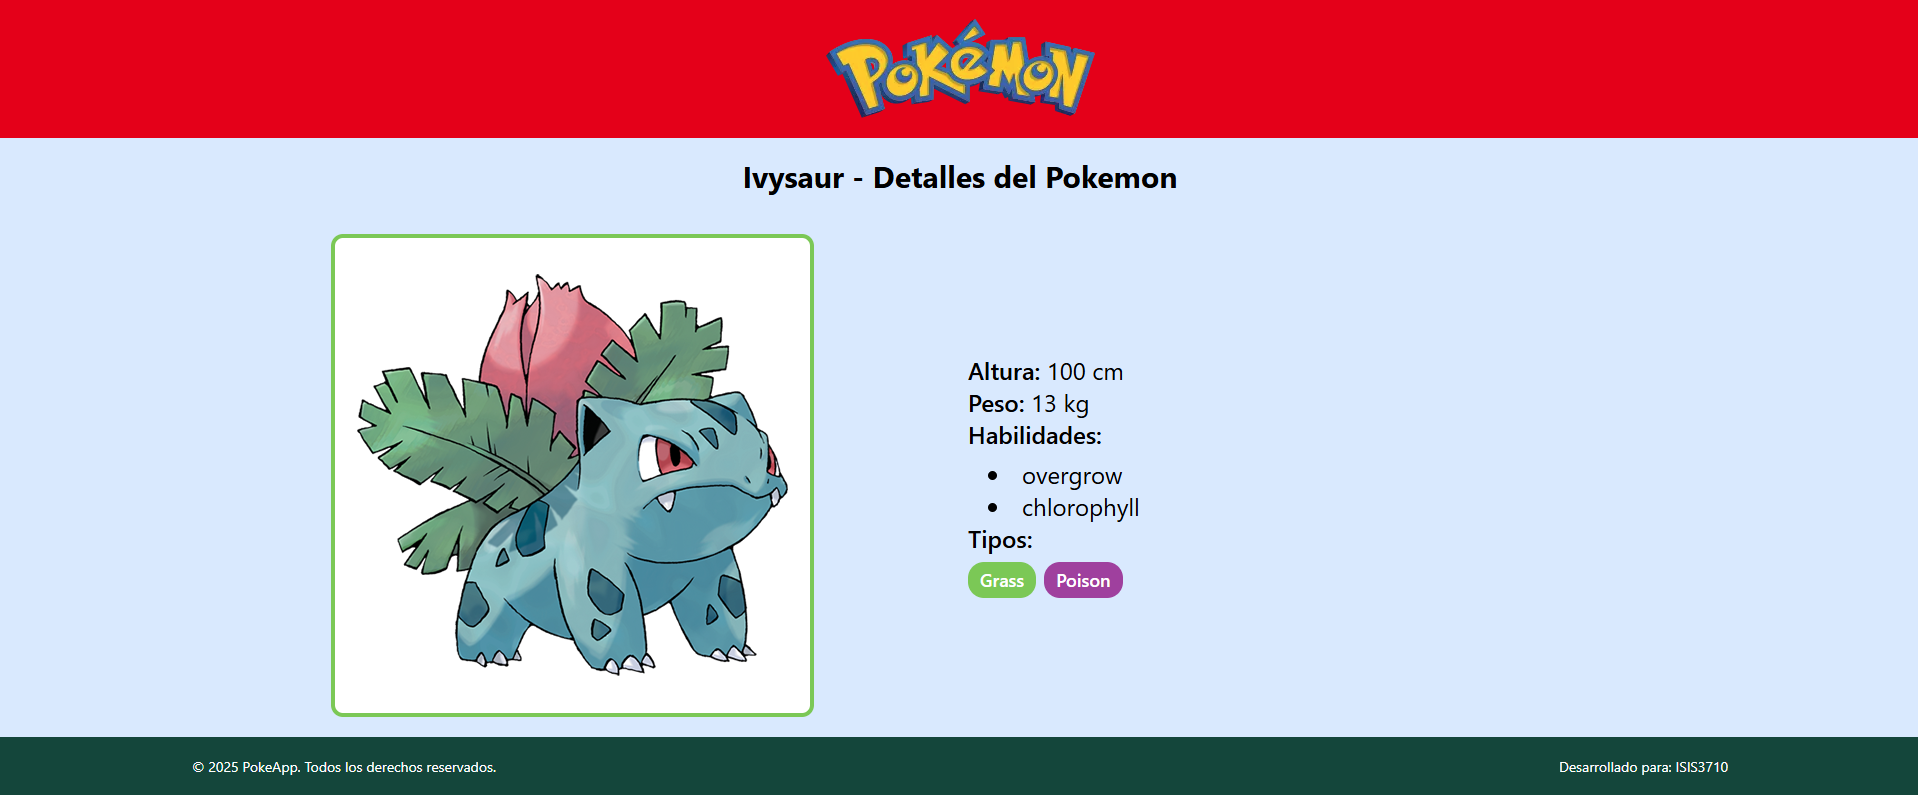 Pokémon
Ivysaur - Detalles del Pokemon
Altura: 100 cm
Peso: 13 kg
Habilidades:
overgrow
chlorophyll
Tipos:
Grass Poison
© 2025 PokeApp. Todos los derechos reservados.
Desarrollado para: ISIS3710